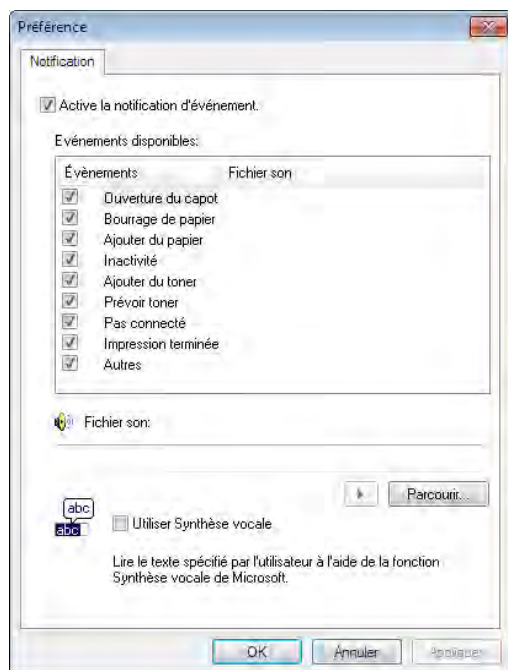 Préférence
Notification
Active la notification d'événement.
Evénements disponibles:
Évènements Fichier son
Ouverture du capot
Bourrage de papier
Ajouter du papier
Inactivité
Ajouter du toner
Prévoir toner
Pas connecté
Impression terminée
Autres
Fichier son:
Parcourir...
abc
abc
Utiliser Synthèse vocale
Lire le texte spécifié par l'utilisateur à l'aide de la fonction
Synthèse vocale de Microsoft.
OK Annuler Appliquer